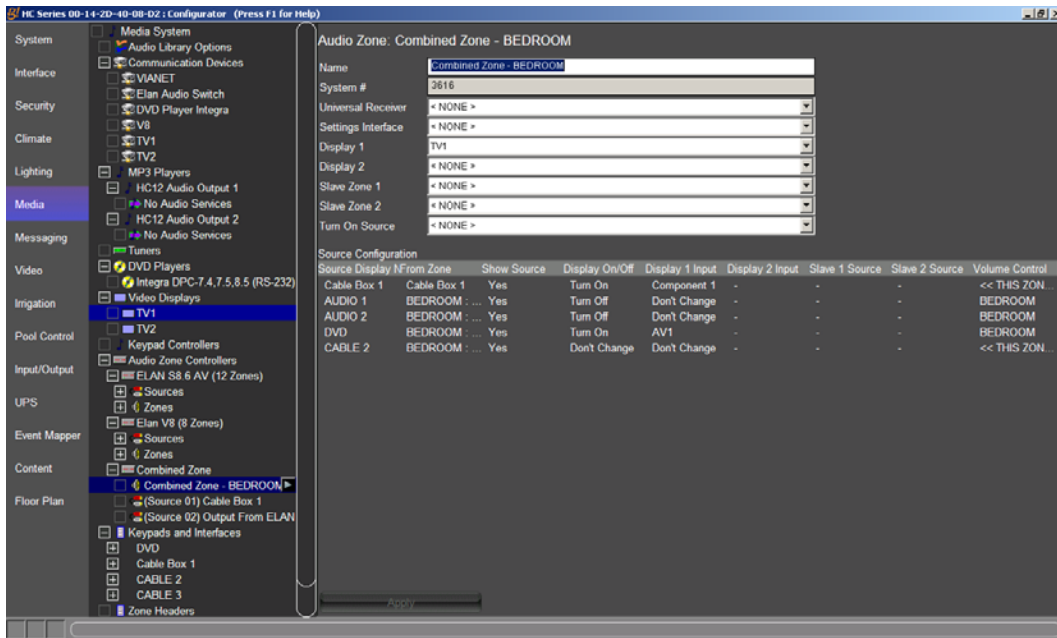 HC Series 00-14-2D-40-08-D2 : Configurator (Press F1 for Help)
System
Interface
Security
Climate
Lighting
Media
Messaging
Video
Irrigation
Pool Control
Input/Output
UPS
Event Mapper
Content
Floor Plan
Media System
Audio Library Options
Communication Devices
VIANET
Elan Audio Switch
DVD Player Integra
V8
TV1
TV2
MP3 Players
HC12 Audio Output 1
No Audio Services
HC12 Audio Output 2
No Audio Services
Tuners
DVD Players
Integra DPC-7.4,7.5,8.5 (RS-232)
Video Displays
TV1
TV2
Keypad Controllers
Audio Zone Controllers
ELAN S8.6 AV (12 Zones)
Sources
Zones
Elan V8 (8 Zones)
Sources
Zones
Combined Zone
Combined Zone - BEDROOM
(Source 01) Cable Box 1
(Source 02) Output From ELAN
Keypads and Interfaces
DVD
Cable Box 1
CABLE 2
CABLE 3
Zone Headers
Audio Zone: Combined Zone - BEDROOM
Name Combined Zone - BEDROOM
System # 3616
Universal Receiver < NONE >
Settings Interface < NONE >
Display 1 TV1
Display 2 < NONE >
Slave Zone 1 < NONE >
Slave Zone 2 < NONE >
Turn On Source < NONE >
Source Configuration
Source Display N From Zone Show Source Display On/Off Display 1 Input Display 2 Input Slave 1 Source Slave 2 Source Volume Control
Cable Box 1 Cable Box 1 Yes Turn On Component 1 - - - << THIS ZON...
AUDIO 1 BEDROOM : ... Yes Turn Off Don't Change - - - BEDROOM
AUDIO 2 BEDROOM : ... Yes Turn Off Don't Change - - - BEDROOM
DVD BEDROOM : ... Yes Turn On AV1 - - - BEDROOM
CABLE 2 BEDROOM : ... Yes Don't Change Don't Change - - - << THIS ZON...
Apply